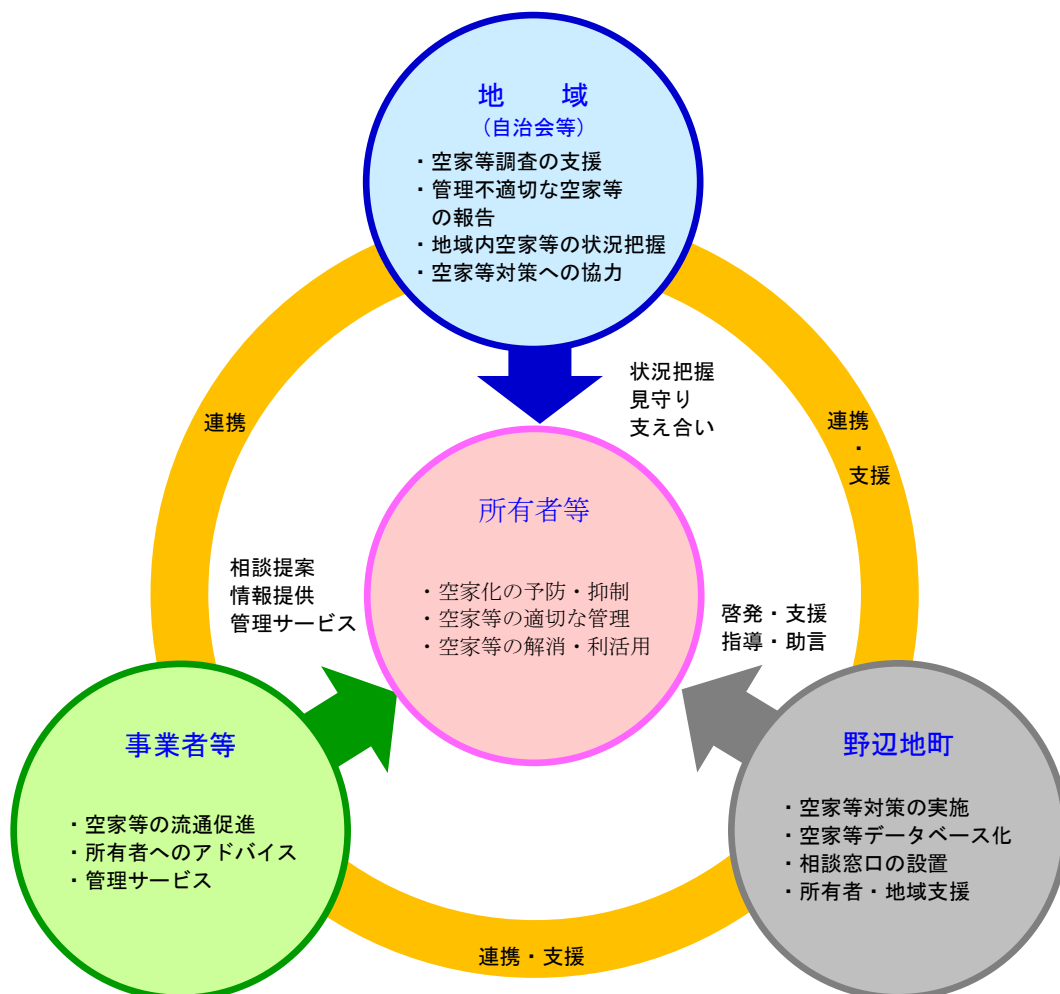 地　　域
（自治会等）
・空家等調査の支援
・管理不適切な空家等
の報告
・地域内空家等の状況把握
・空家等対策への協力
状況把握
見守り
支え合い
連携
連携
・
支援
所有者等
・空家化の予防・抑制
・空家等の適切な管理
・空家等の解消・利活用
相談提案
情報提供
管理サービス
啓発・支援
指導・助言
事業者等
・空家等の流通促進
・所有者へのアドバイス
・管理サービス
野辺地町
・空家等対策の実施
・空家等データベース化
・相談窓口の設置
・所有者・地域支援
連携・支援